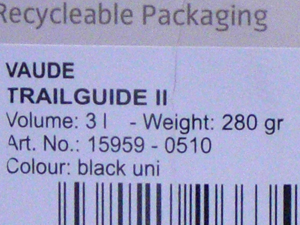 Recycleable Packaging
VAUDE
TRAILGUIDE II
Volume: 3 l - Weight: 280 gr
Art. No.: 15959 - 0510
Colour: black uni